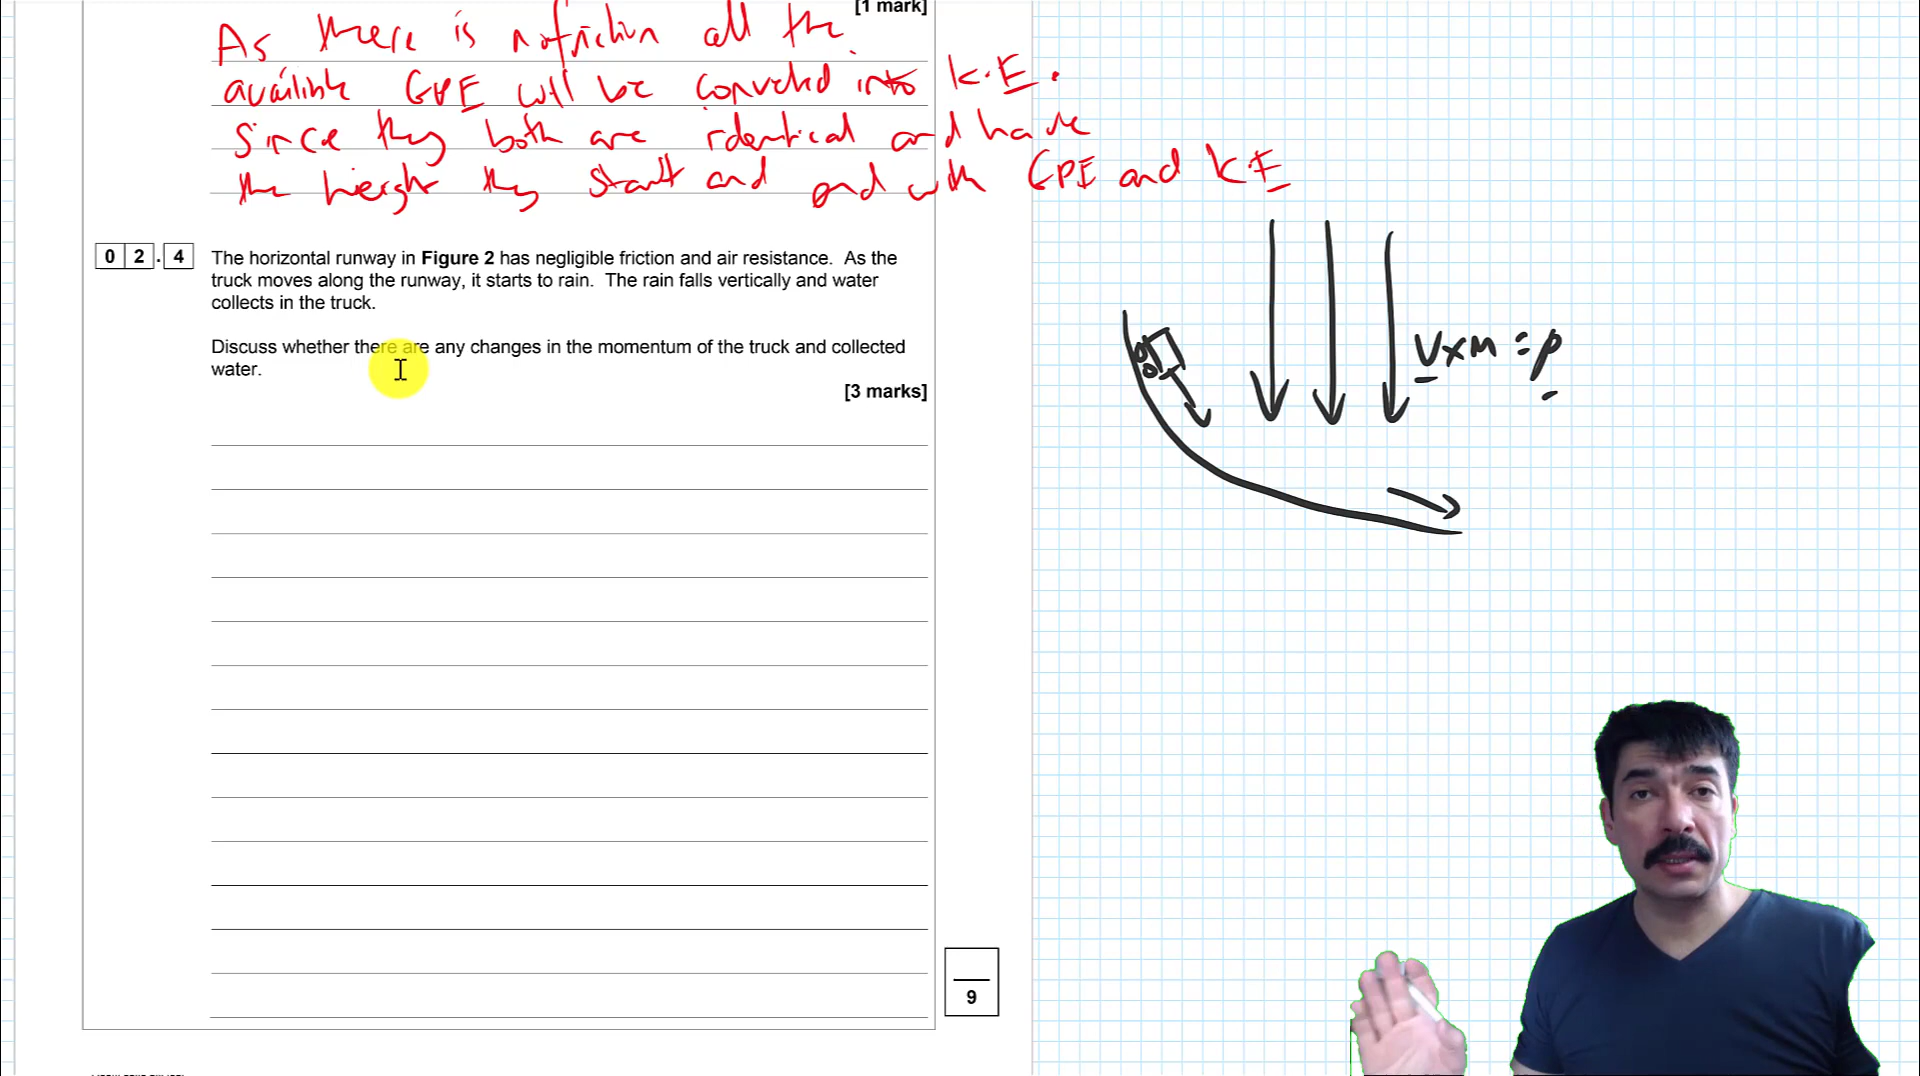 [1 mark]
As there is no friction all the
available GPE will be converted into K.E.
Since they both are identical and have
the height they start and end with GPE and KE
0 2 . 4
The horizontal runway in Figure 2 has negligible friction and air resistance. As the
truck moves along the runway, it starts to rain. The rain falls vertically and water
collects in the truck.
Discuss whether there are any changes in the momentum of the truck and collected
water.
[3 marks]
V×M = p
9